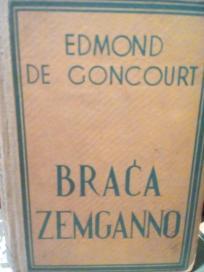 EDMOND
DE GONCOURT
BRAĆA
ZEMGANNO